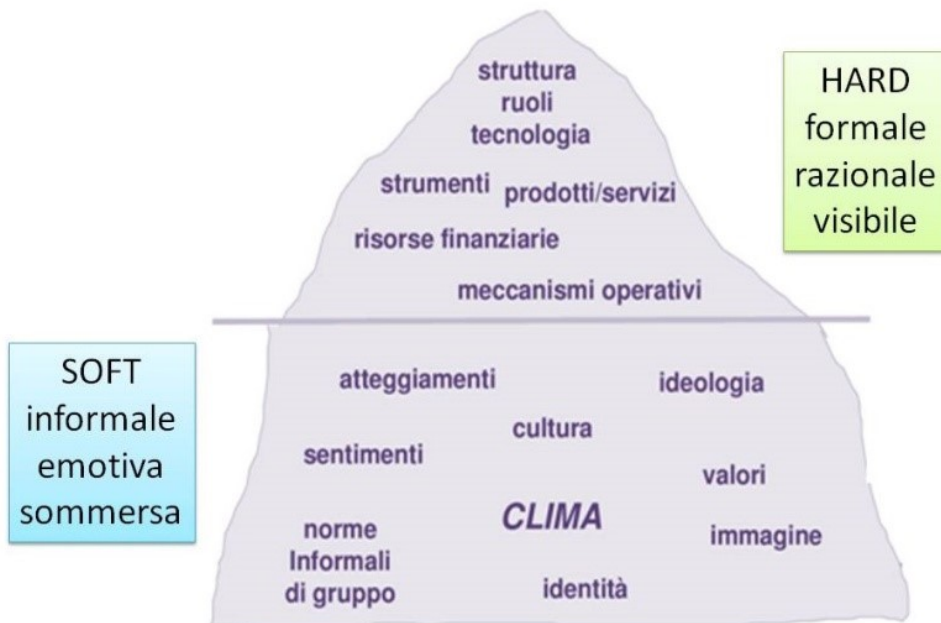 struttura
ruoli
tecnologia
strumenti
prodotti/servizi
risorse finanziarie
meccanismi operativi
HARD
formale
razionale
visibile
SOFT
informale
emotiva
sommersa
atteggiamenti
ideologia
cultura
sentimenti
valori
CLIMA
norme
Informali
di gruppo
immagine
identità